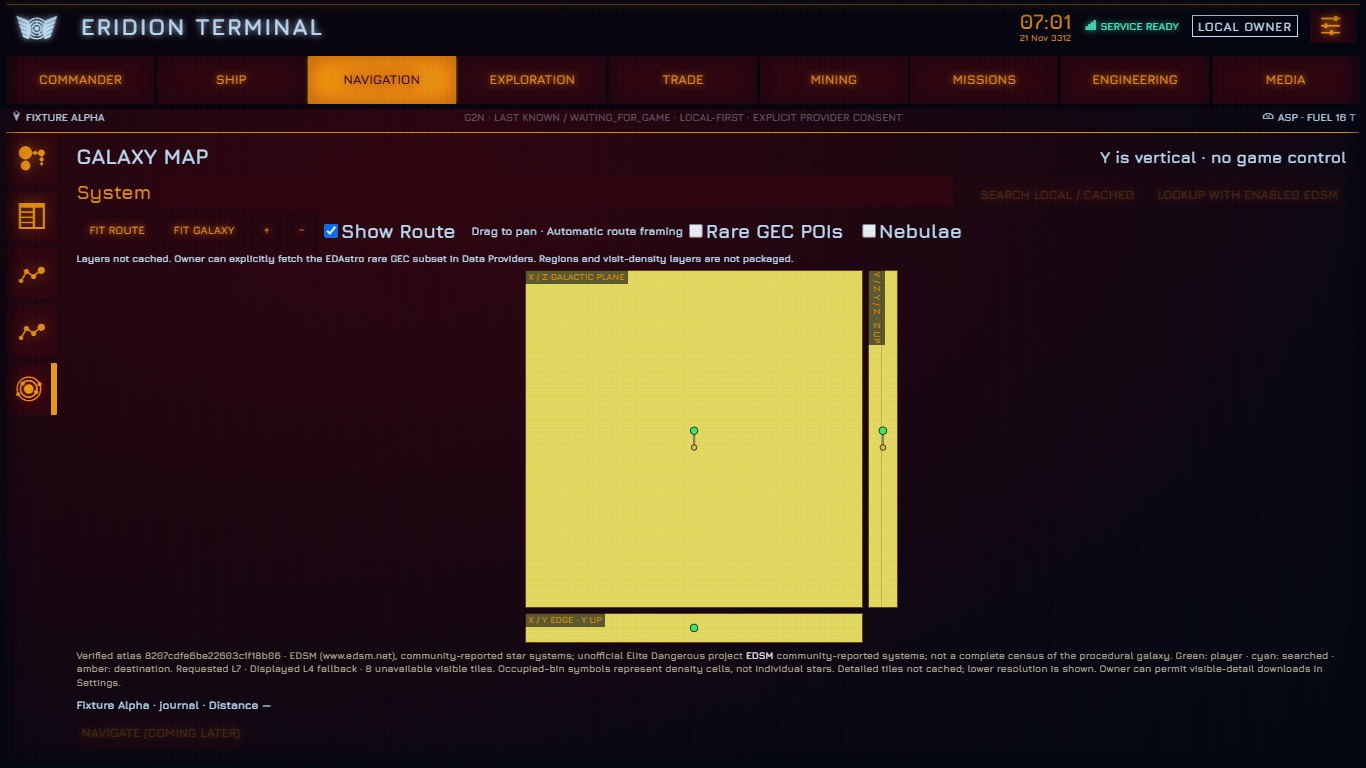 ERIDION TERMINAL
07:01
21 Nov 3312
SERVICE READY
LOCAL OWNER
COMMANDER
SHIP
NAVIGATION
EXPLORATION
TRADE
MINING
MISSIONS
ENGINEERING
MEDIA
FIXTURE ALPHA
G2N · LAST KNOWN / WAITING_FOR_GAME · LOCAL-FIRST · EXPLICIT PROVIDER CONSENT
ASP · FUEL 16 T
GALAXY MAP
Y is vertical · no game control
System
SEARCH LOCAL / CACHED
LOOKUP WITH ENABLED EDSM
FIT ROUTE
FIT GALAXY
+
−
Show Route
Drag to pan · Automatic route framing
Rare GEC POIs
Nebulae
Layers not cached. Owner can explicitly fetch the EDAstro rare GEC subset in Data Providers. Regions and visit-density layers are not packaged.
X / Z GALACTIC PLANE
Y / Z Y / Z · Z UP
X / Y EDGE · Y UP
Verified atlas 8207cdfe6be22603c1f18b06 · EDSM (www.edsm.net), community-reported star systems; unofficial Elite Dangerous project EDSM community-reported systems; not a complete census of the procedural galaxy. Green: player · cyan: searched ·
amber: destination. Requested L7 · Displayed L4 fallback · 8 unavailable visible tiles. Occupied-bin symbols represent density cells, not individual stars. Detailed tiles not cached; lower resolution is shown. Owner can permit visible-detail downloads in
Settings.
Fixture Alpha · journal · Distance —
NAVIGATE (COMING LATER)